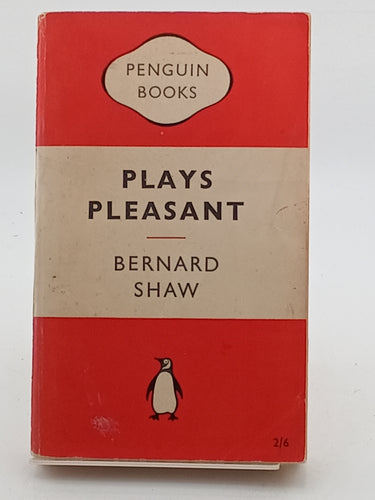 PENGUIN
BOOKS
PLAYS
PLEASANT
BERNARD
SHAW
2/6